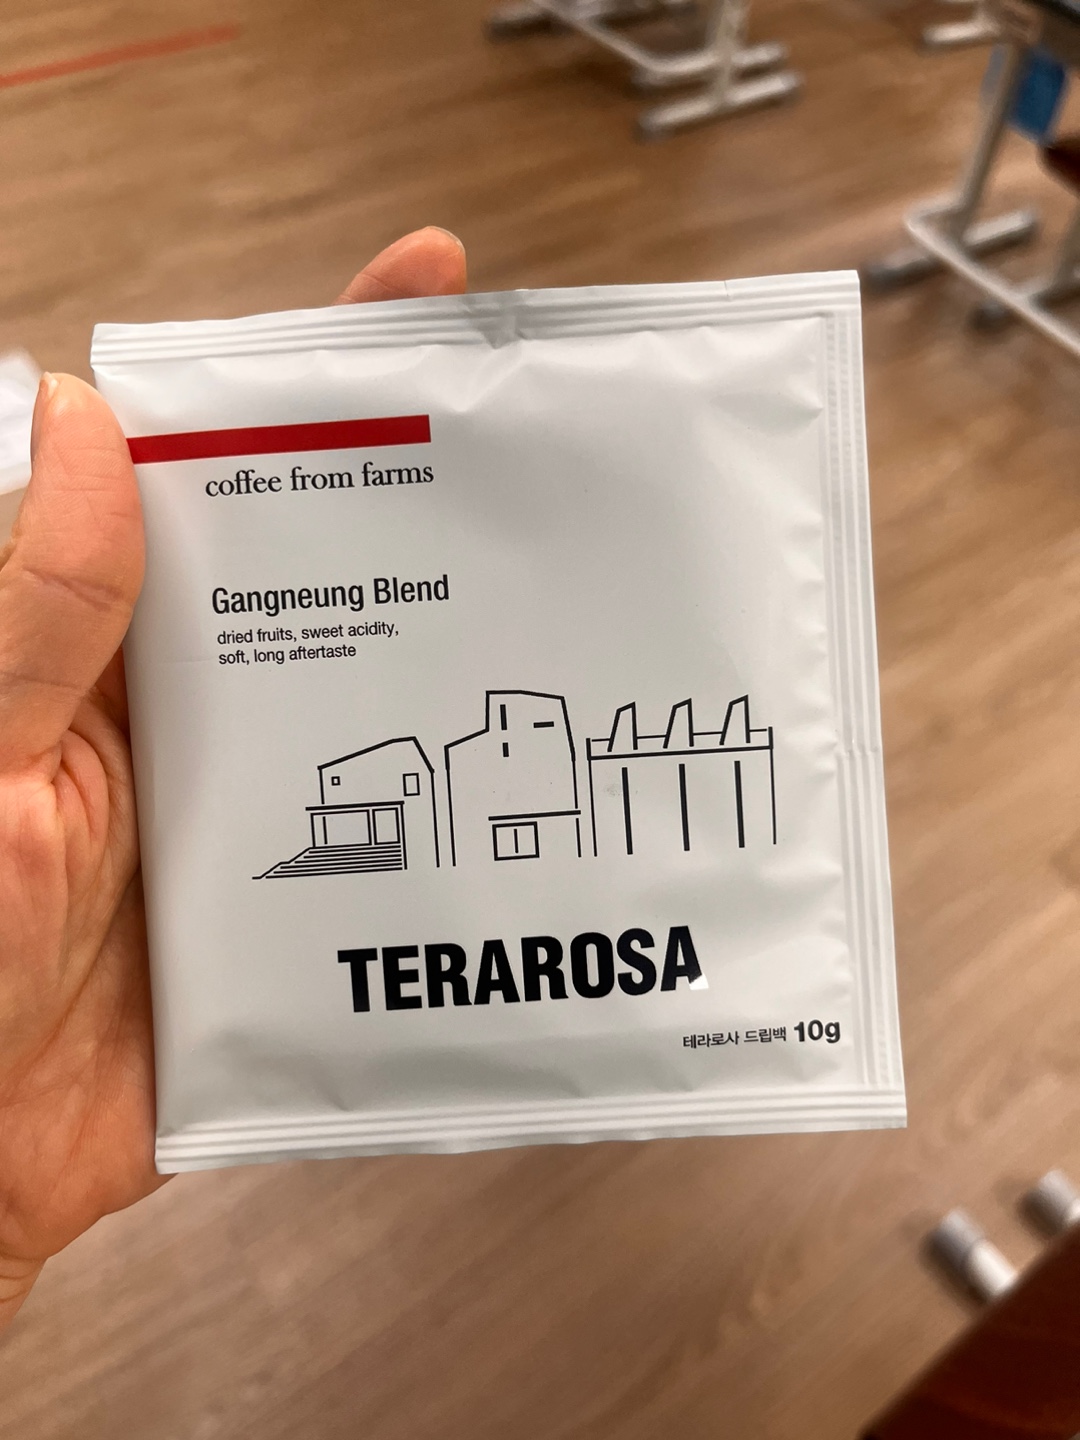 coffee from farms
Gangneung Blend
dried fruits, sweet acidity,
soft, long aftertaste
TERAROSA
테라로사 드립백 10g